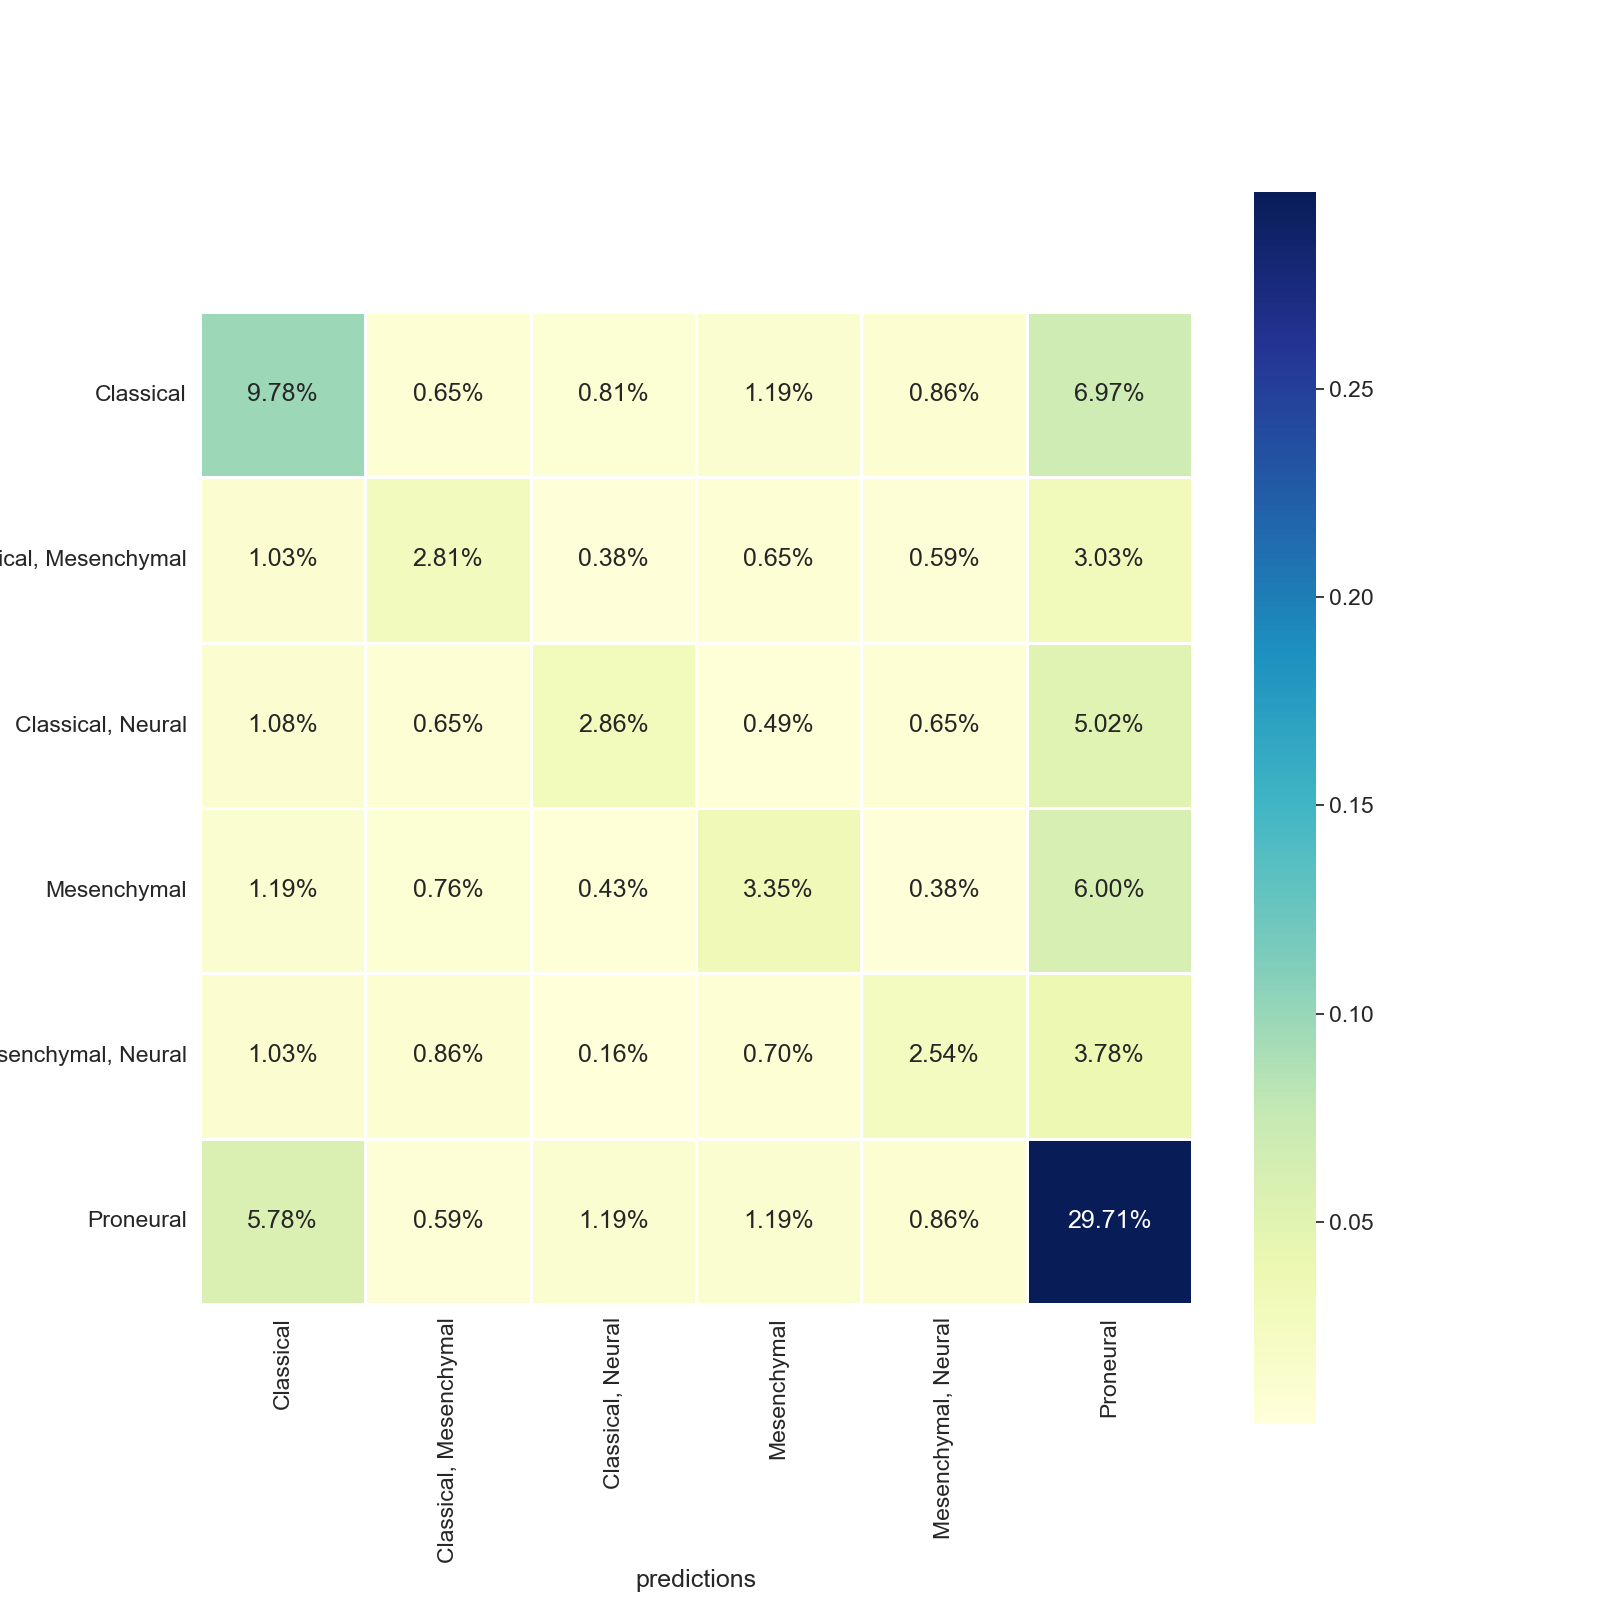 0.25
0.20
0.15
0.10
0.05
Classical 9.78% 0.65% 0.81% 1.19% 0.86% 6.97%
ical, Mesenchymal 1.03% 2.81% 0.38% 0.65% 0.59% 3.03%
Classical, Neural 1.08% 0.65% 2.86% 0.49% 0.65% 5.02%
Mesenchymal 1.19% 0.76% 0.43% 3.35% 0.38% 6.00%
senchymal, Neural 1.03% 0.86% 0.16% 0.70% 2.54% 3.78%
Proneural 5.78% 0.59% 1.19% 1.19% 0.86% 29.71%
Classical
Classical, Mesenchymal
Classical, Neural
Mesenchymal
Mesenchymal, Neural
Proneural
predictions